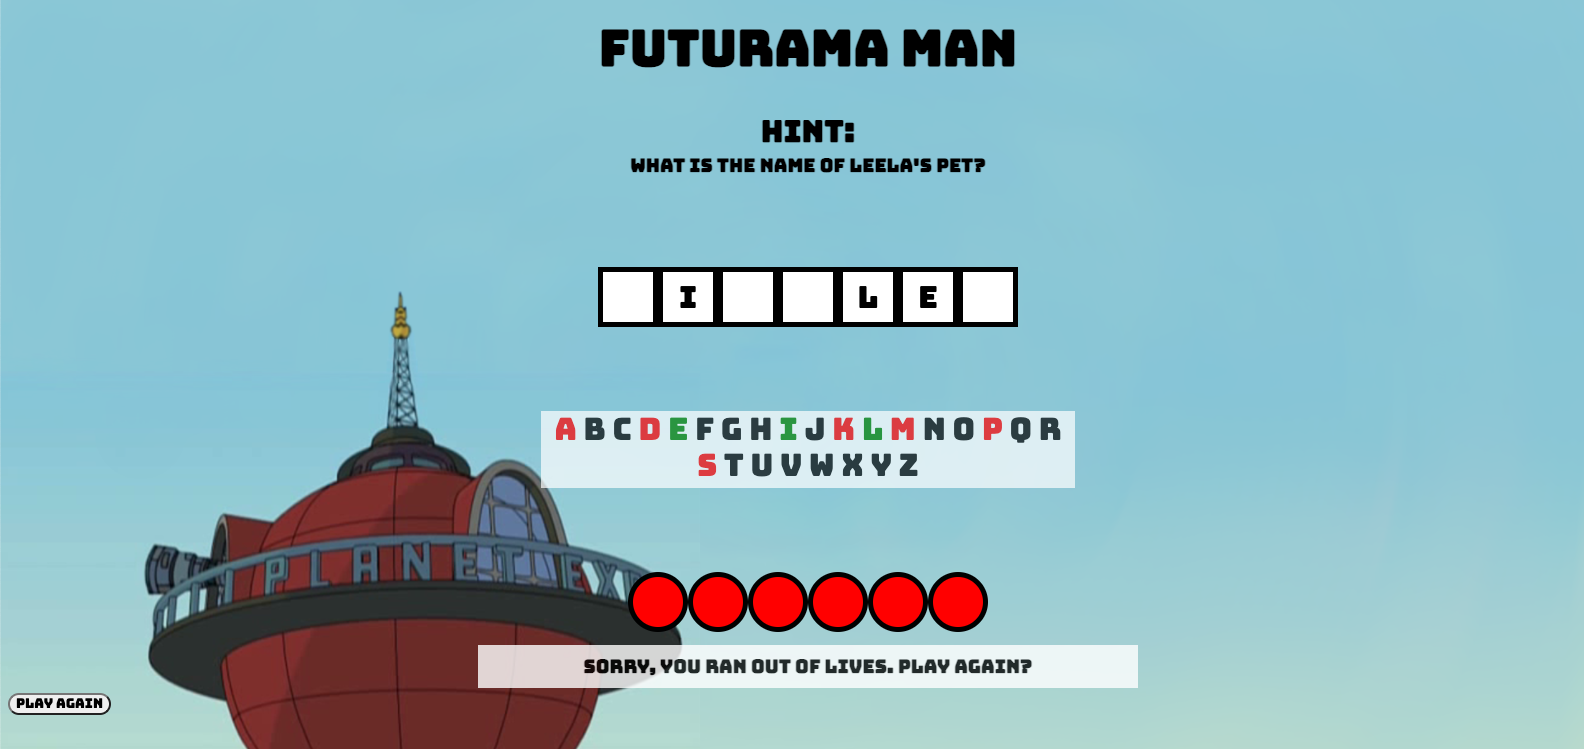 FUTURAMA MAN
HINT:
WHAT IS THE NAME OF LEELA'S PET?
I L E
A B C D E F G H I J K L M N O P Q R
S T U V W X Y Z
PLANET EX
SORRY, YOU RAN OUT OF LIVES. PLAY AGAIN?
PLAY AGAIN